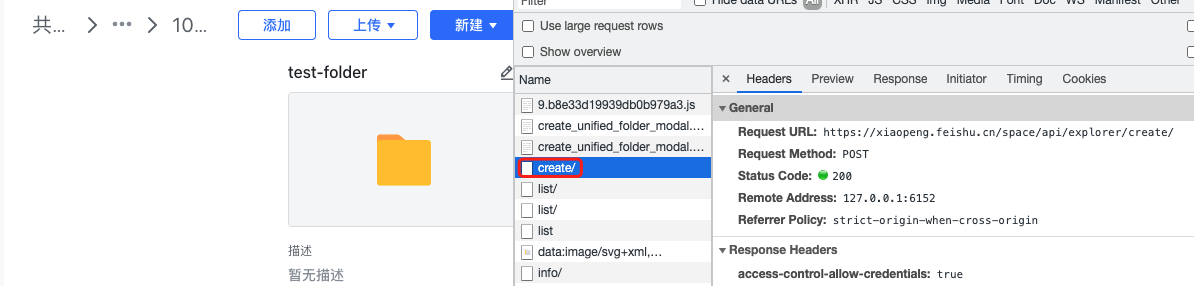 共... > ... > 10...
添加
上传
新建
test-folder
描述
暂无描述
Filter
Hide data URLs All XHR JS CSS Img Media Font Doc WS Manifest Other
Use large request rows
Show overview
Name
9.b8e33d19939db0b979a3.js
create_unified_folder_modal....
create_unified_folder_modal....
create/
list/
list/
list
data:image/svg+xml,...
info/
× Headers Preview Response Initiator Timing Cookies
General
Request URL: https://xiaopeng.feishu.cn/space/api/explorer/create/
Request Method: POST
Status Code: 200
Remote Address: 127.0.0.1:6152
Referrer Policy: strict-origin-when-cross-origin
Response Headers
access-control-allow-credentials: true